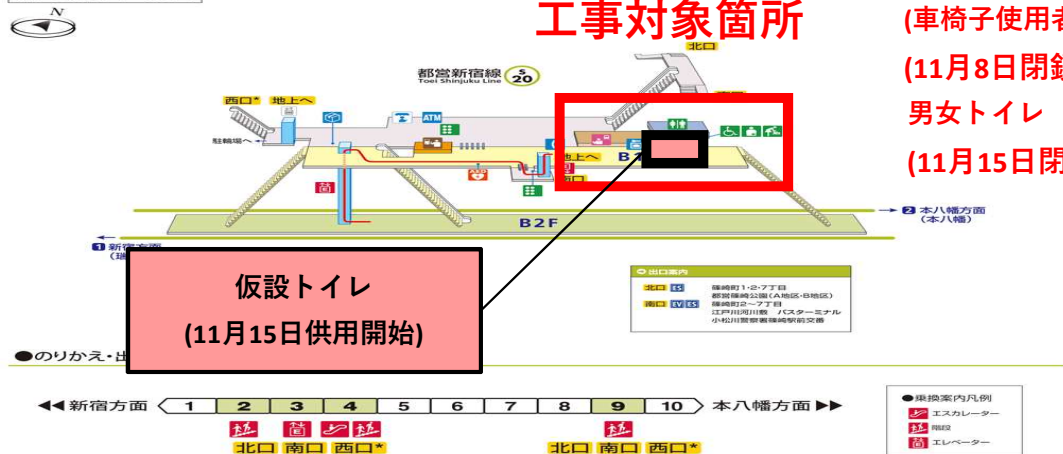 N
工事対象箇所
(車椅子使用者
(11月8日閉鎖
男女トイレ
(11月15日閉
北口
都営新宿線 S 20
Toei Shinjuku Line
西口* 地上へ
ATM
駐輪場へ
地上へ B1
AED
南口
B2F
2 本八幡方面
(本八幡)
1 新宿方面
仮設トイレ
(11月15日供用開始)
出口案内
北口 ES 篠崎町1・2・7丁目
都営篠崎公園(A地区・B地区)
南口 EV ES 篠崎町2～7丁目
江戸川河川敷 バスターミナル
小松川警察署篠崎駅前交番
●のりかえ・出
◀◀新宿方面 1 2 3 4 5 6 7 8 9 10 本八幡方面▶▶
北口 南口 西口* 北口 南口 西口*
●乗換案内凡例
エスカレーター
階段
エレベーター